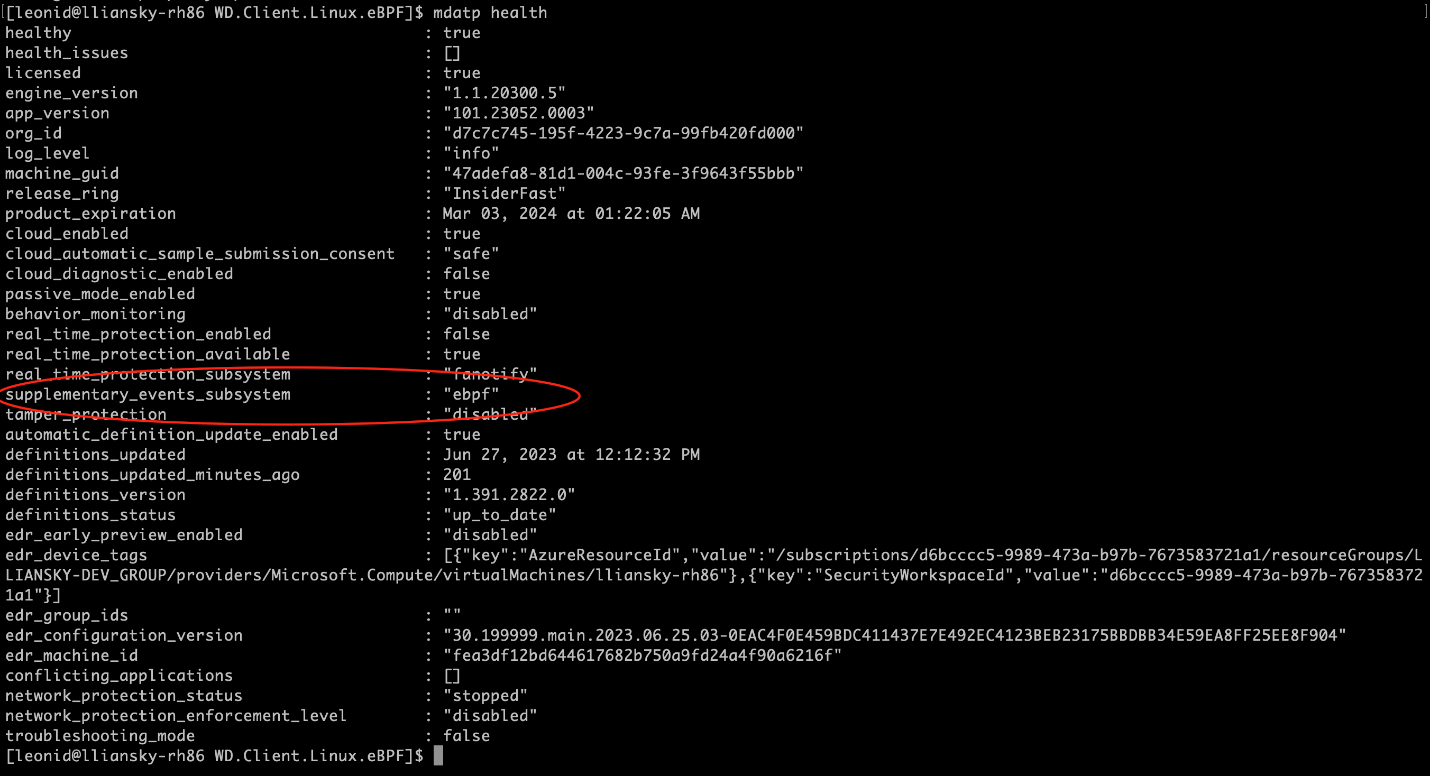 [leonid@lliansky-rh86 WD.Client.Linux.eBPF]$ mdatp health
healthy : true
health_issues : []
licensed : true
engine_version : "1.1.20300.5"
app_version : "101.23052.0003"
org_id : "d7c7c745-195f-4223-9c7a-99fb420fd000"
log_level : "info"
machine_guid : "47adefa8-81d1-004c-93fe-3f9643f55bbb"
release_ring : "InsiderFast"
product_expiration : Mar 03, 2024 at 01:22:05 AM
cloud_enabled : true
cloud_automatic_sample_submission_consent : "safe"
cloud_diagnostic_enabled : false
passive_mode_enabled : true
behavior_monitoring : "disabled"
real_time_protection_enabled : false
real_time_protection_available : true
real_time_protection_subsystem : "fanotify"
supplementary_events_subsystem : "ebpf"
tamper_protection : "disabled"
automatic_definition_update_enabled : true
definitions_updated : Jun 27, 2023 at 12:12:32 PM
definitions_updated_minutes_ago : 201
definitions_version : "1.391.2822.0"
definitions_status : "up_to_date"
edr_early_preview_enabled : "disabled"
edr_device_tags : [{"key":"AzureResourceId","value":"/subscriptions/d6bcccc5-9989-473a-b97b-7673583721a1/resourceGroups/L
LIANSKY-DEV_GROUP/providers/Microsoft.Compute/virtualMachines/lliansky-rh86"},{"key":"SecurityWorkspaceId","value":"d6bcccc5-9989-473a-b97b-767358372
1a1"}]
edr_group_ids : ""
edr_configuration_version : "30.199999.main.2023.06.25.03-0EAC4F0E459BDC411437E7E492EC4123BEB23175BBDBB34E59EA8FF25EE8F904"
edr_machine_id : "fea3df12bd644617682b750a9fd24a4f90a6216f"
conflicting_applications : []
network_protection_status : "stopped"
network_protection_enforcement_level : "disabled"
troubleshooting_mode : false
[leonid@lliansky-rh86 WD.Client.Linux.eBPF]$